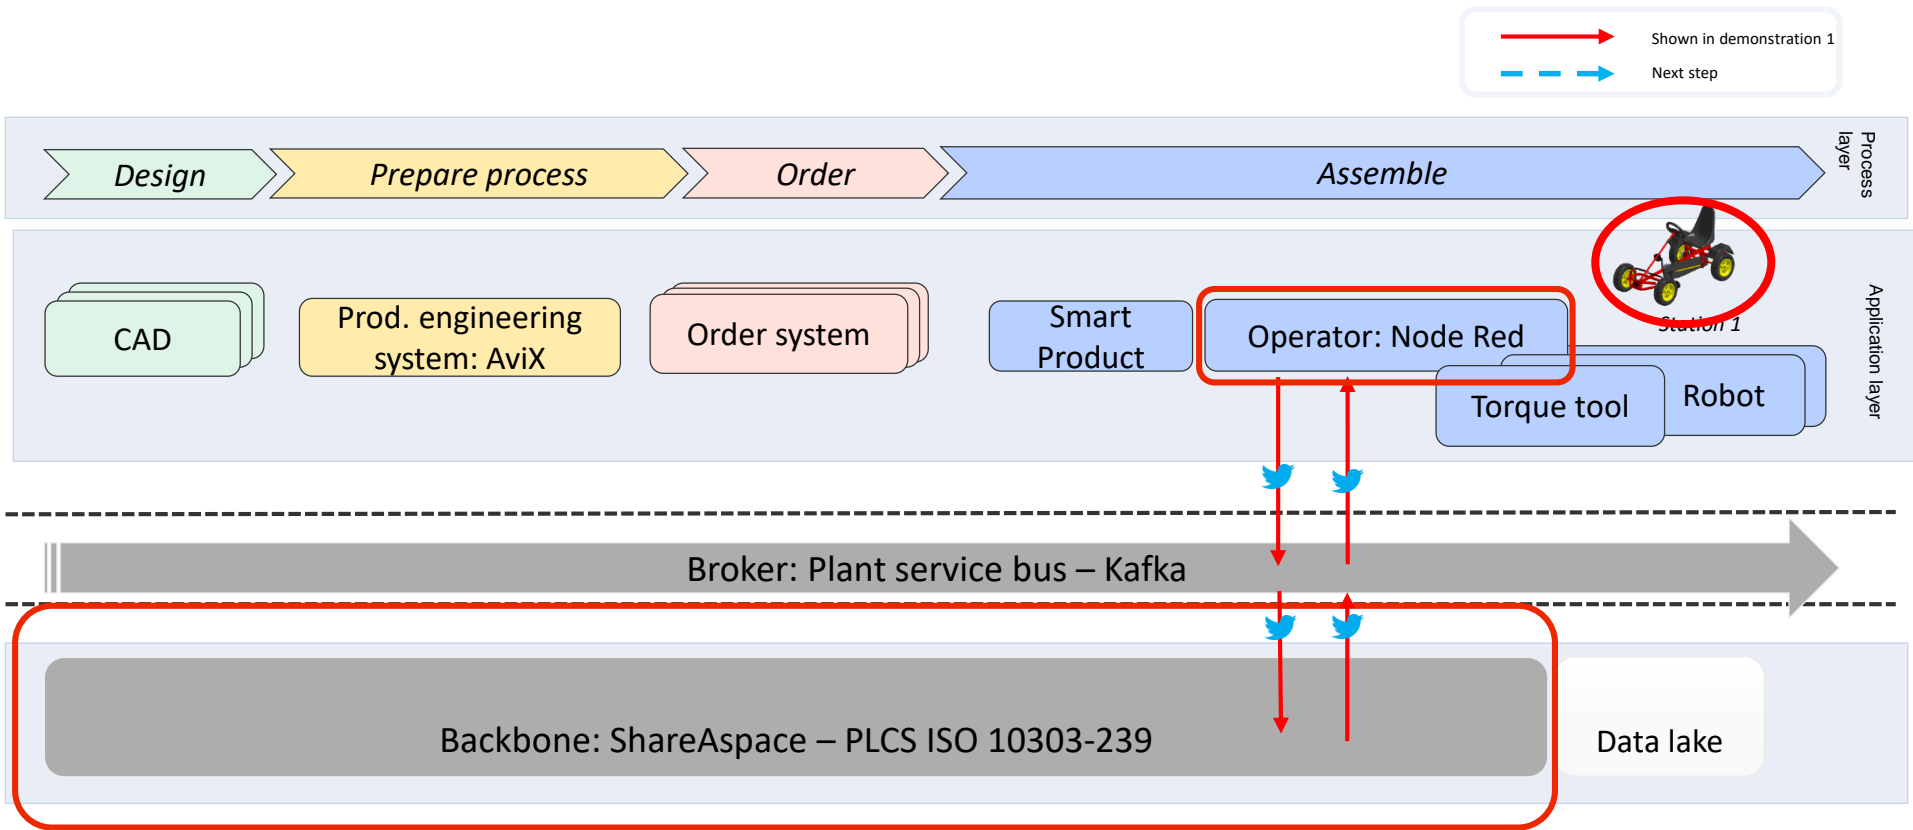 Shown in demonstration 1
Next step
Design
Prepare process
Order
Assemble
Process
layer
CAD
Prod. engineering
system: AviX
Order system
Smart
Product
Operator: Node Red
Station 1
Torque tool
Robot
Application layer
Broker: Plant service bus – Kafka
Backbone: ShareAspace – PLCS ISO 10303-239
Data lake